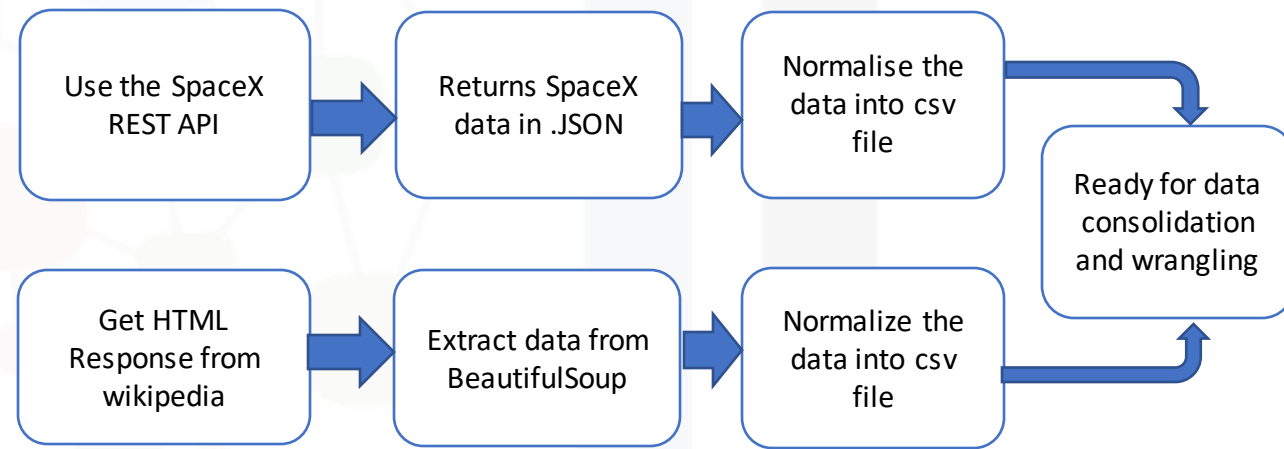 Use the SpaceX
REST API
Returns SpaceX
data in .JSON
Normalise the
data into csv
file
Ready for data
consolidation
and wrangling
Get HTML
Response from
wikipedia
Extract data from
BeautifulSoup
Normalize the
data into csv
file